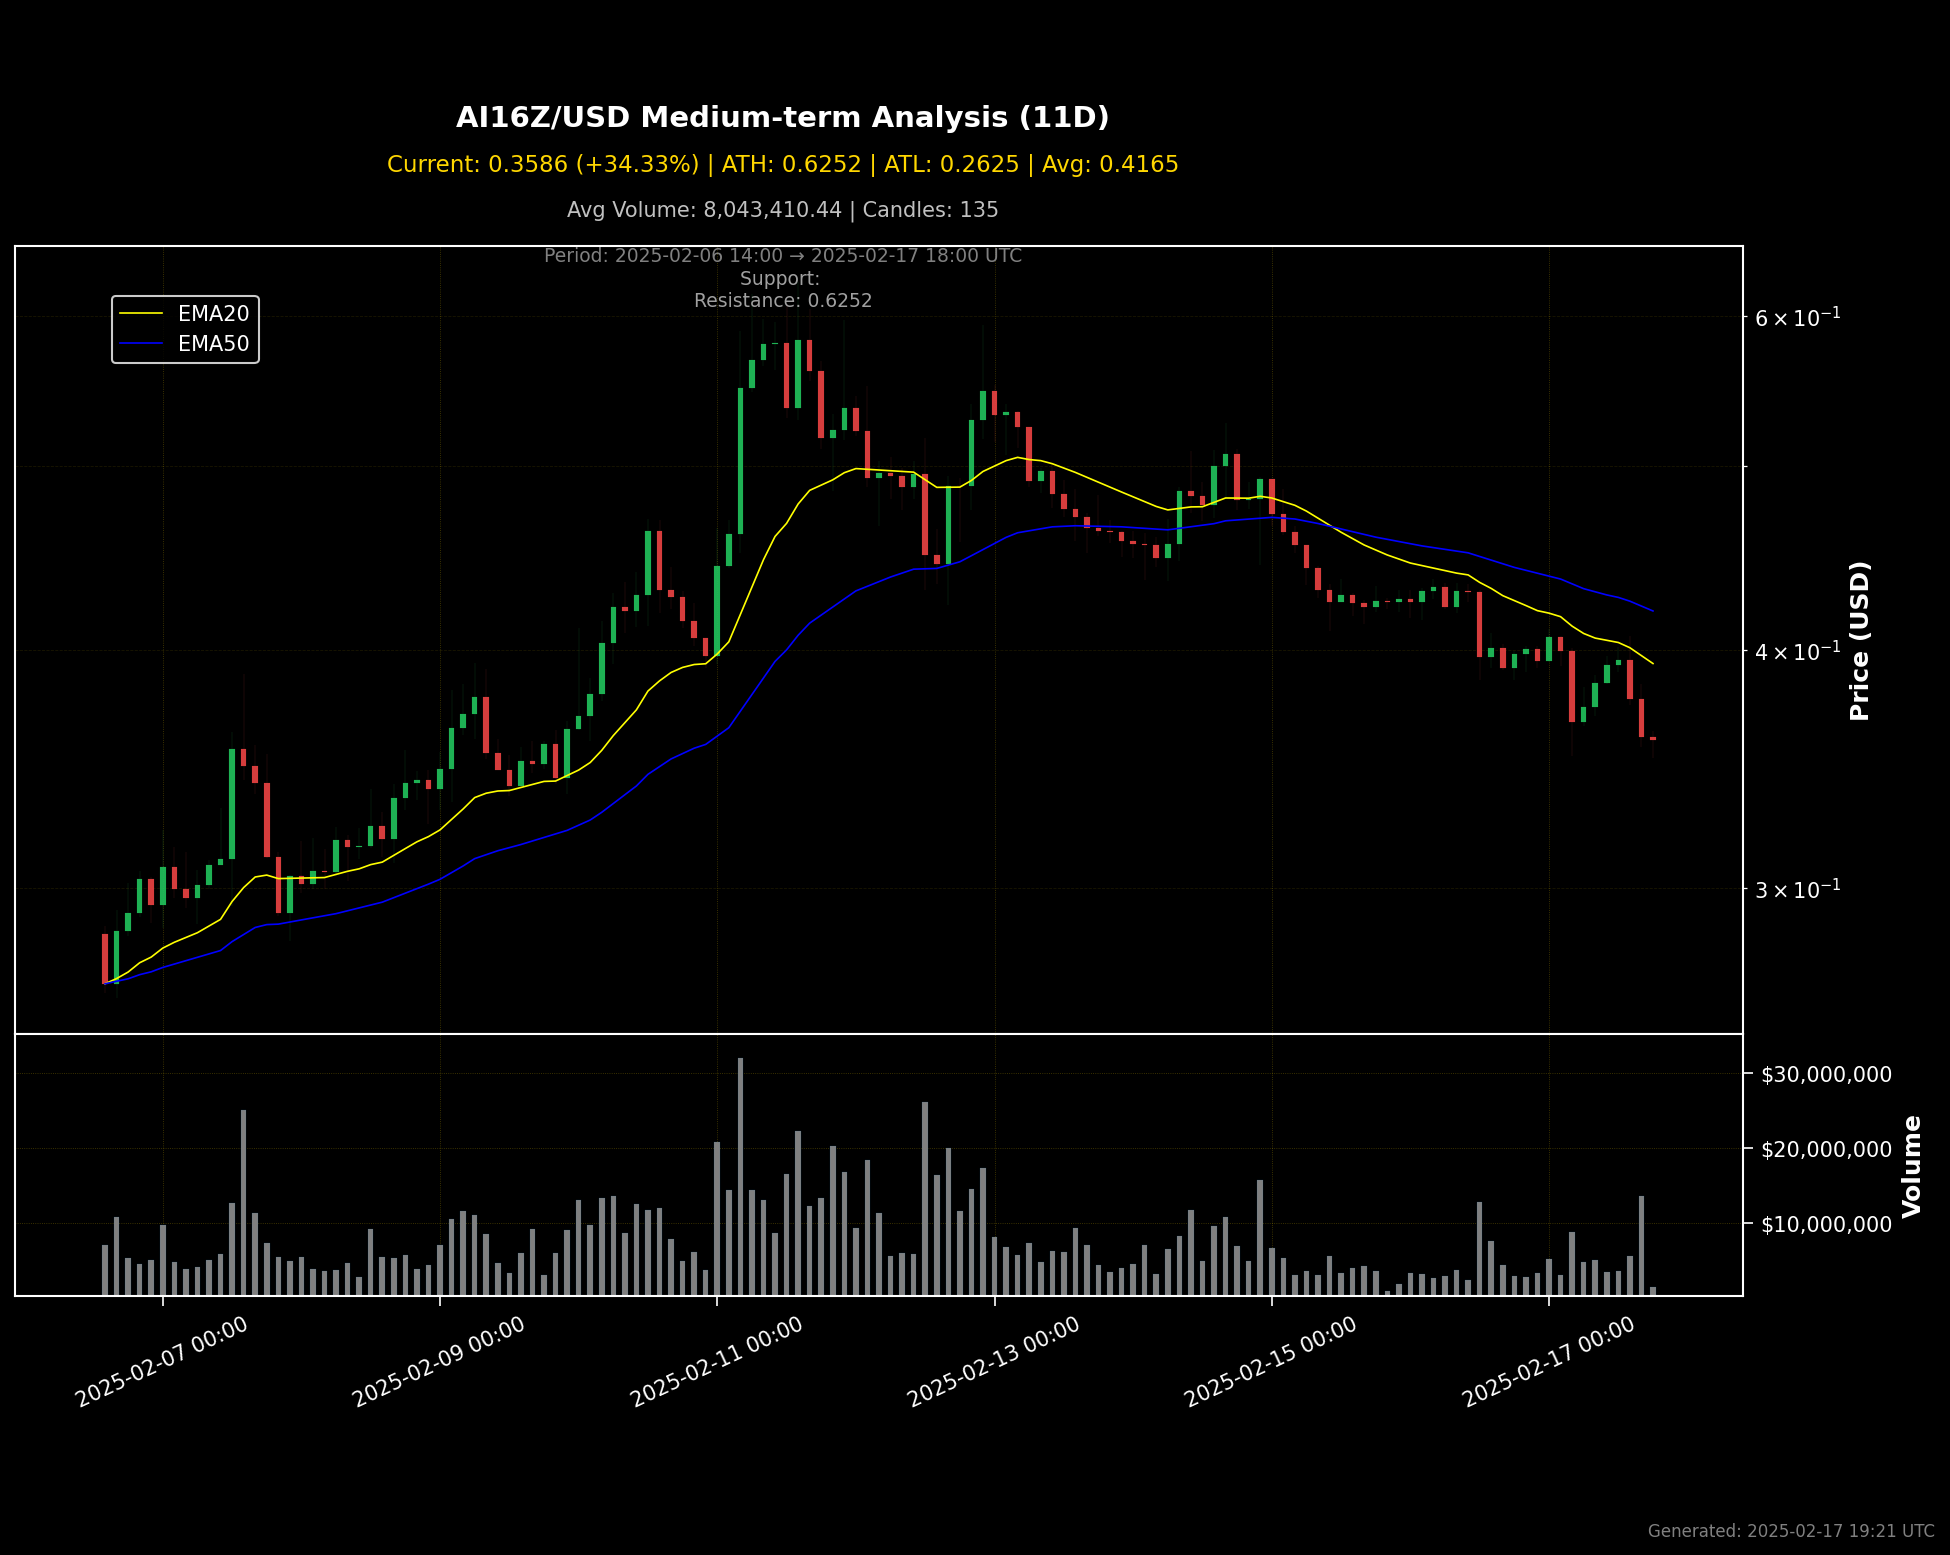 AI16Z/USD Medium-term Analysis (11D)
Current: 0.3586 (+34.33%) | ATH: 0.6252 | ATL: 0.2625 | Avg: 0.4165
Avg Volume: 8,043,410.44 | Candles: 135
Period: 2025-02-06 14:00 → 2025-02-17 18:00 UTC
Support:
Resistance: 0.6252
EMA20
EMA50
6 × 10⁻¹
4 × 10⁻¹
3 × 10⁻¹
Price (USD)
$30,000,000
$20,000,000
$10,000,000
Volume
2025-02-07 00:00
2025-02-09 00:00
2025-02-11 00:00
2025-02-13 00:00
2025-02-15 00:00
2025-02-17 00:00
Generated: 2025-02-17 19:21 UTC